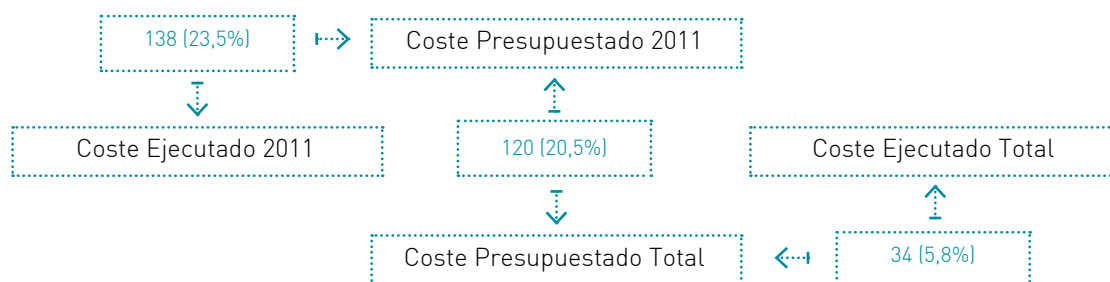 138 (23,5%)
Coste Presupuestado 2011
Coste Ejecutado 2011
120 (20,5%)
Coste Ejecutado Total
Coste Presupuestado Total
34 (5,8%)